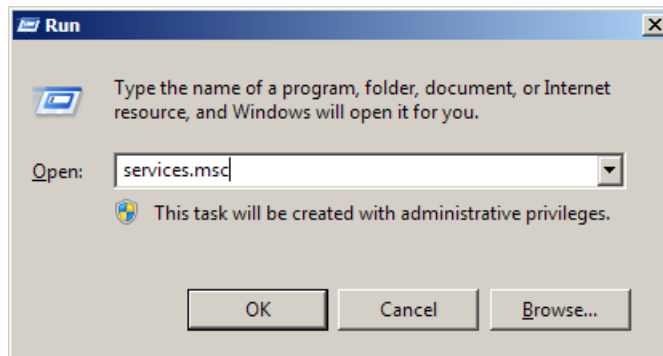 Run
Type the name of a program, folder, document, or Internet
resource, and Windows will open it for you.
Open: services.msc
This task will be created with administrative privileges.
OK Cancel Browse...